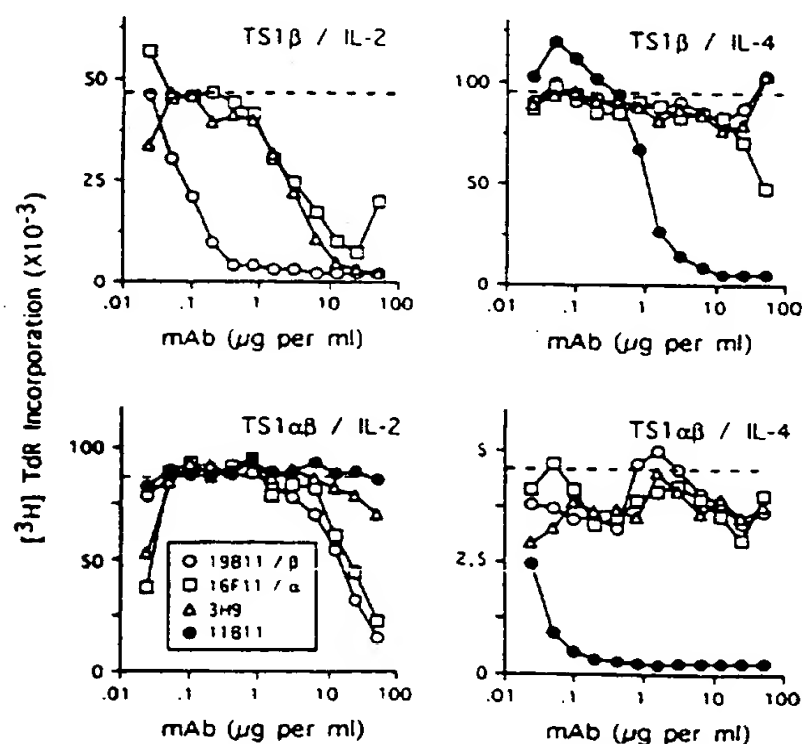 [³H] TdR Incorporation (X10⁻³)
TS1β / IL-2
50
25
0
.01 .1 1 10 100
mAb (µg per ml)
TS1β / IL-4
100
50
0
.01 .1 1 10 100
mAb (µg per ml)
TS1αβ / IL-2
100
50
0
19B11 / β
16F11 / α
3H9
11B11
.01 .1 1 10 100
mAb (µg per ml)
TS1αβ / IL-4
5
2.5
0
.01 .1 1 10 100
mAb (µg per ml)